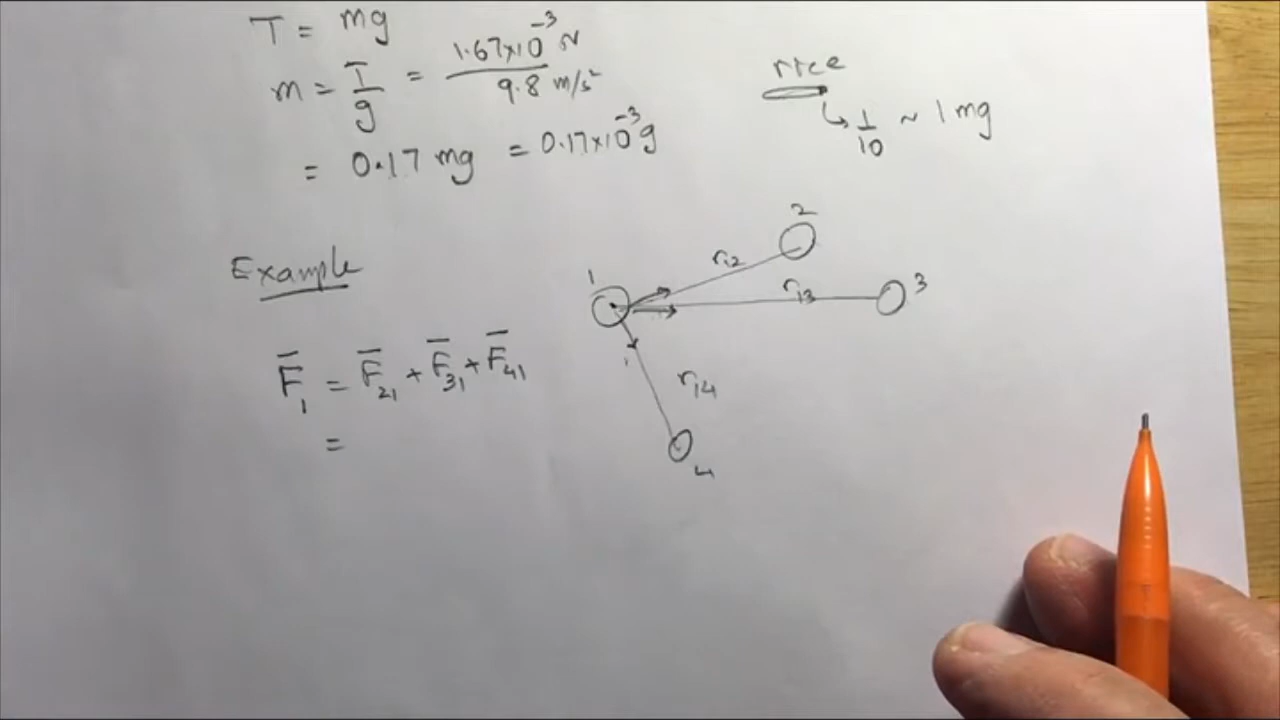 T = mg
m = T/g = 1.67×10⁻³ N / 9.8 m/s²
= 0.17 mg = 0.17×10⁻³ g
rice
↳ 1/10 ~ 1 mg
Example
F̄₁ = F̄₂₁ + F̄₃₁ + F̄₄₁
=
1
2
r₁₂
r₁₃
3
r₁₄
4